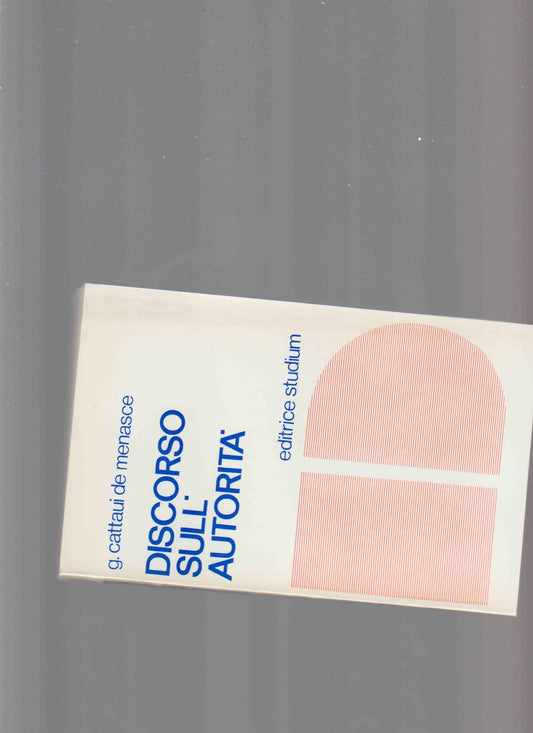 g. cattaui de menasce
DISCORSO
SULL'
AUTORITÀ
editrice studium